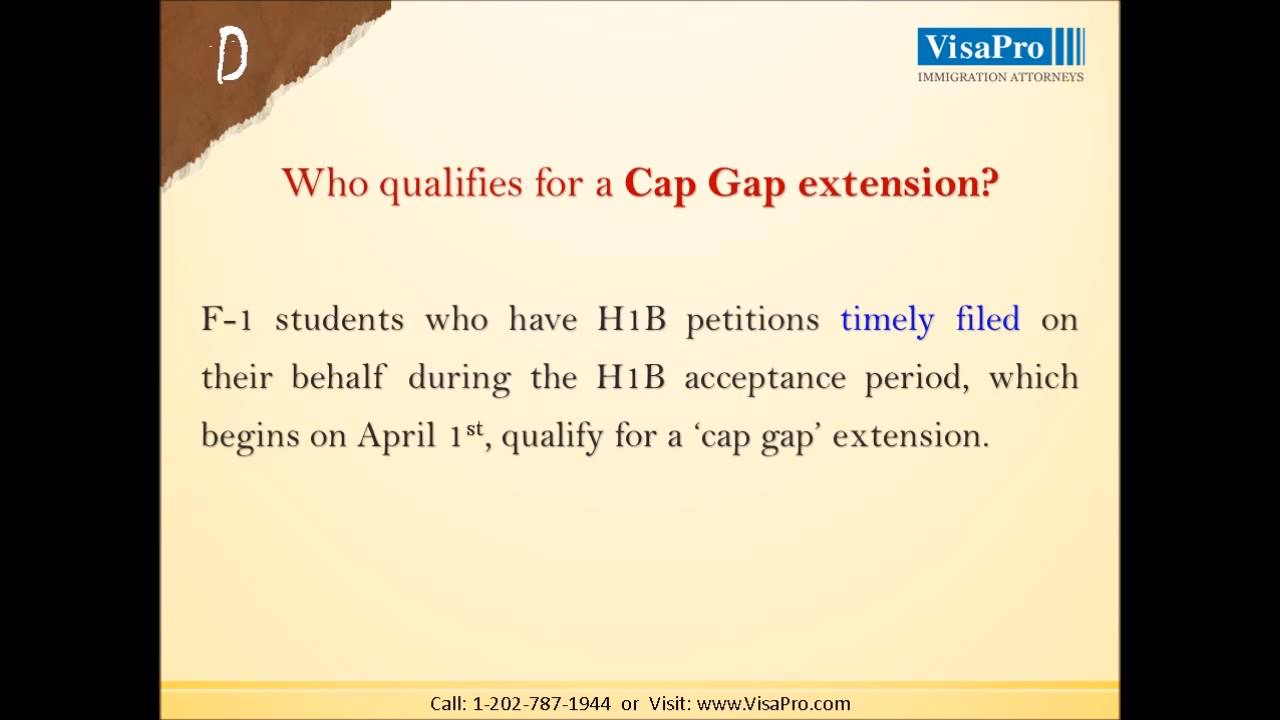 D
VisaPro
IMMIGRATION ATTORNEYS
Who qualifies for a Cap Gap extension?
F-1 students who have H1B petitions timely filed on
their behalf during the H1B acceptance period, which
begins on April 1st, qualify for a ‘cap gap’ extension.
Call: 1-202-787-1944 or Visit: www.VisaPro.com